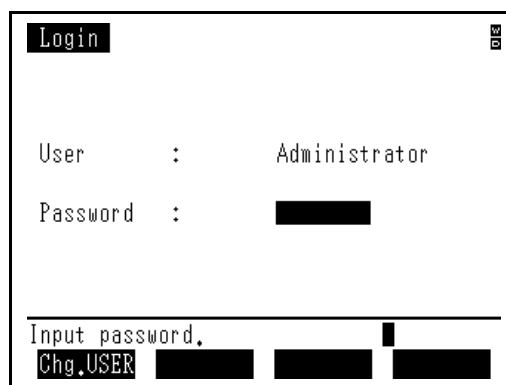 Login
W
D
User : Administrator
Password :
Input password.
Chg.USER